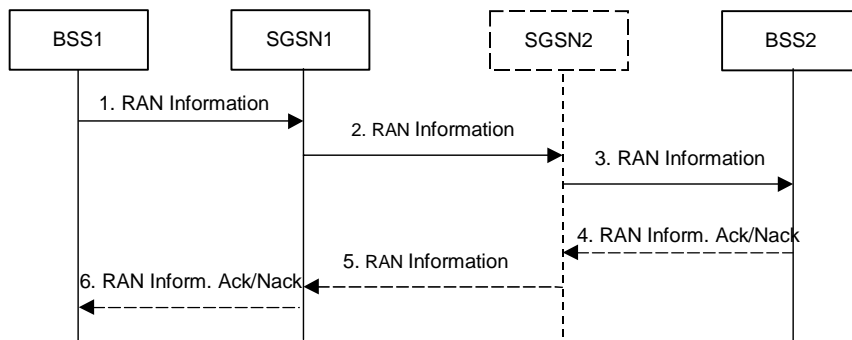 BSS1
SGSN1
SGSN2
BSS2
1. RAN Information
2. RAN Information
3. RAN Information
4. RAN Inform. Ack/Nack
5. RAN Information
6. RAN Inform. Ack/Nack